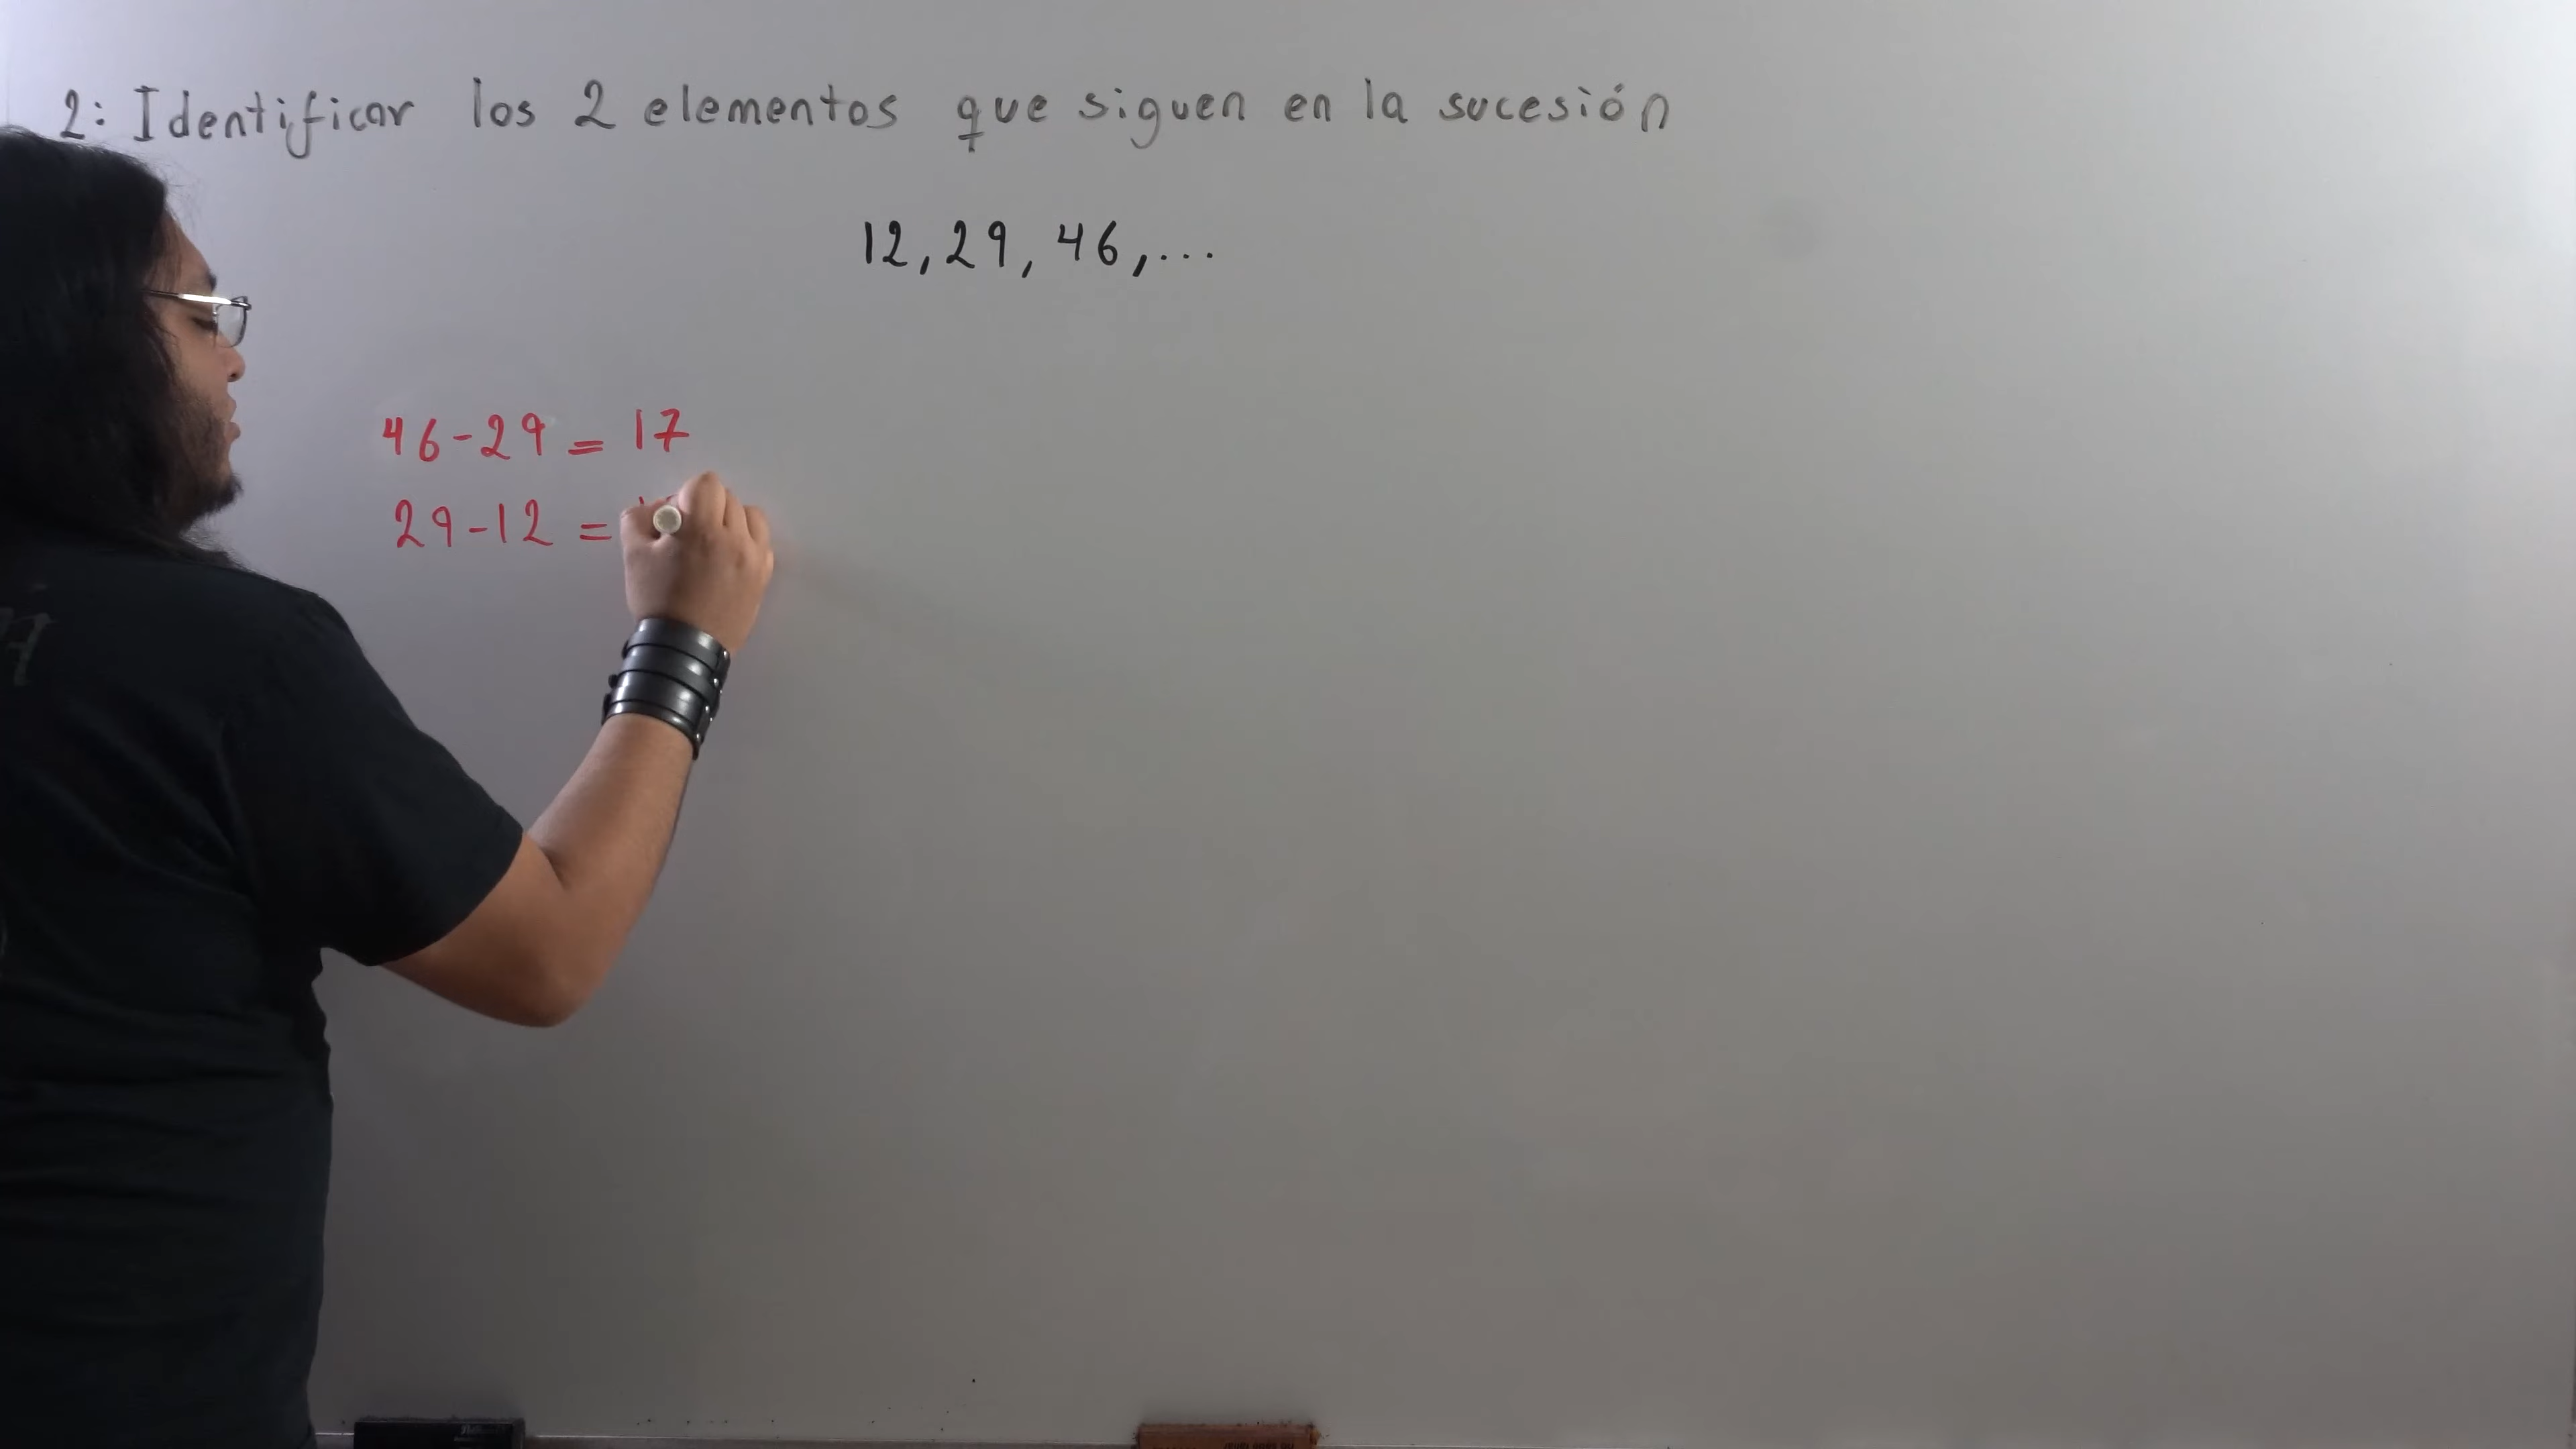 2: Identificar los 2 elementos que siguen en la sucesión
12, 29, 46, ...
46-29 = 17
29-12 =